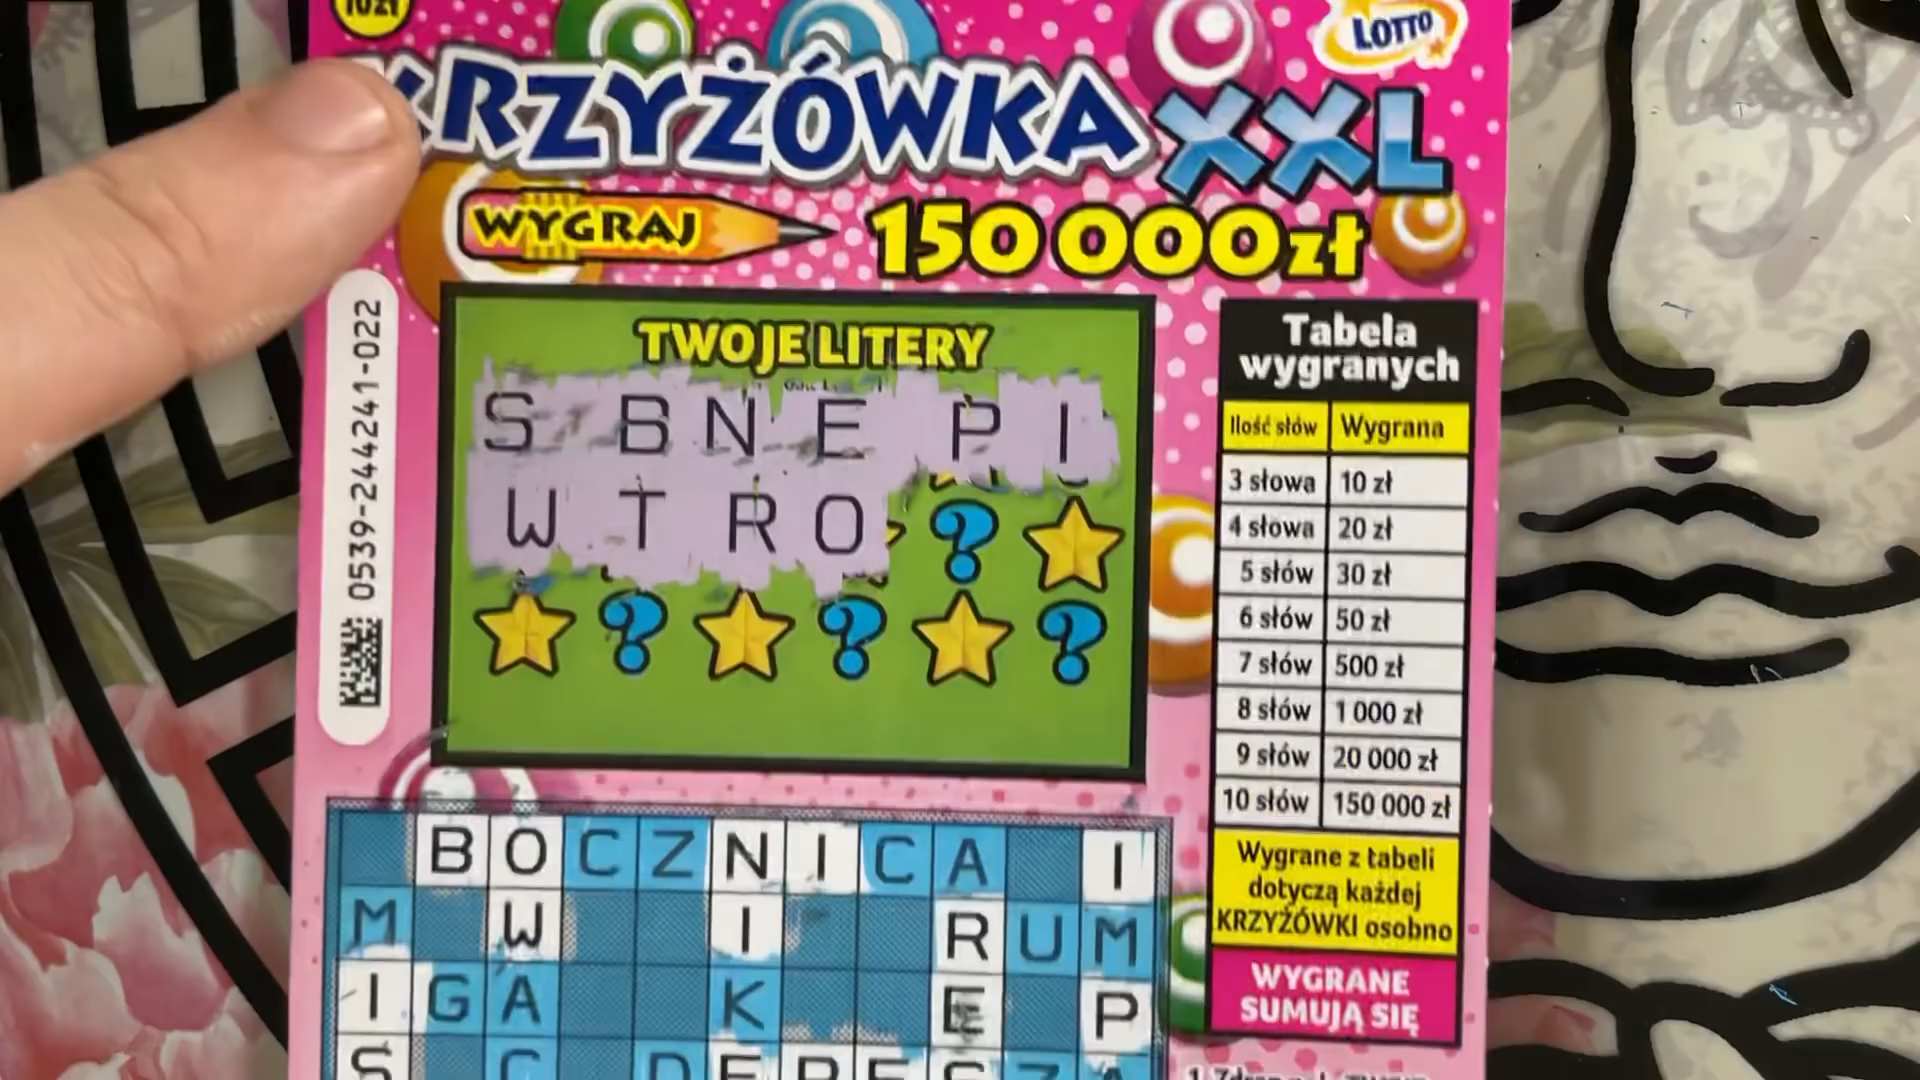 10zł
LOTTO
KRZYŻÓWKA XXL
WYGRAJ 150 000zł
0539-244241-022
TWOJE LITERY
S B N E P I
W T R O
Tabela
wygranych
Ilość słów Wygrana
3 słowa 10 zł
4 słowa 20 zł
5 słów 30 zł
6 słów 50 zł
7 słów 500 zł
8 słów 1 000 zł
9 słów 20 000 zł
10 słów 150 000 zł
Wygrane z tabeli
dotyczą każdej
KRZYŻÓWKI osobno
WYGRANE
SUMUJĄ SIĘ
B O C Z N I C A I
M W I R U M
I G A K E P
S C D E P E S Z A